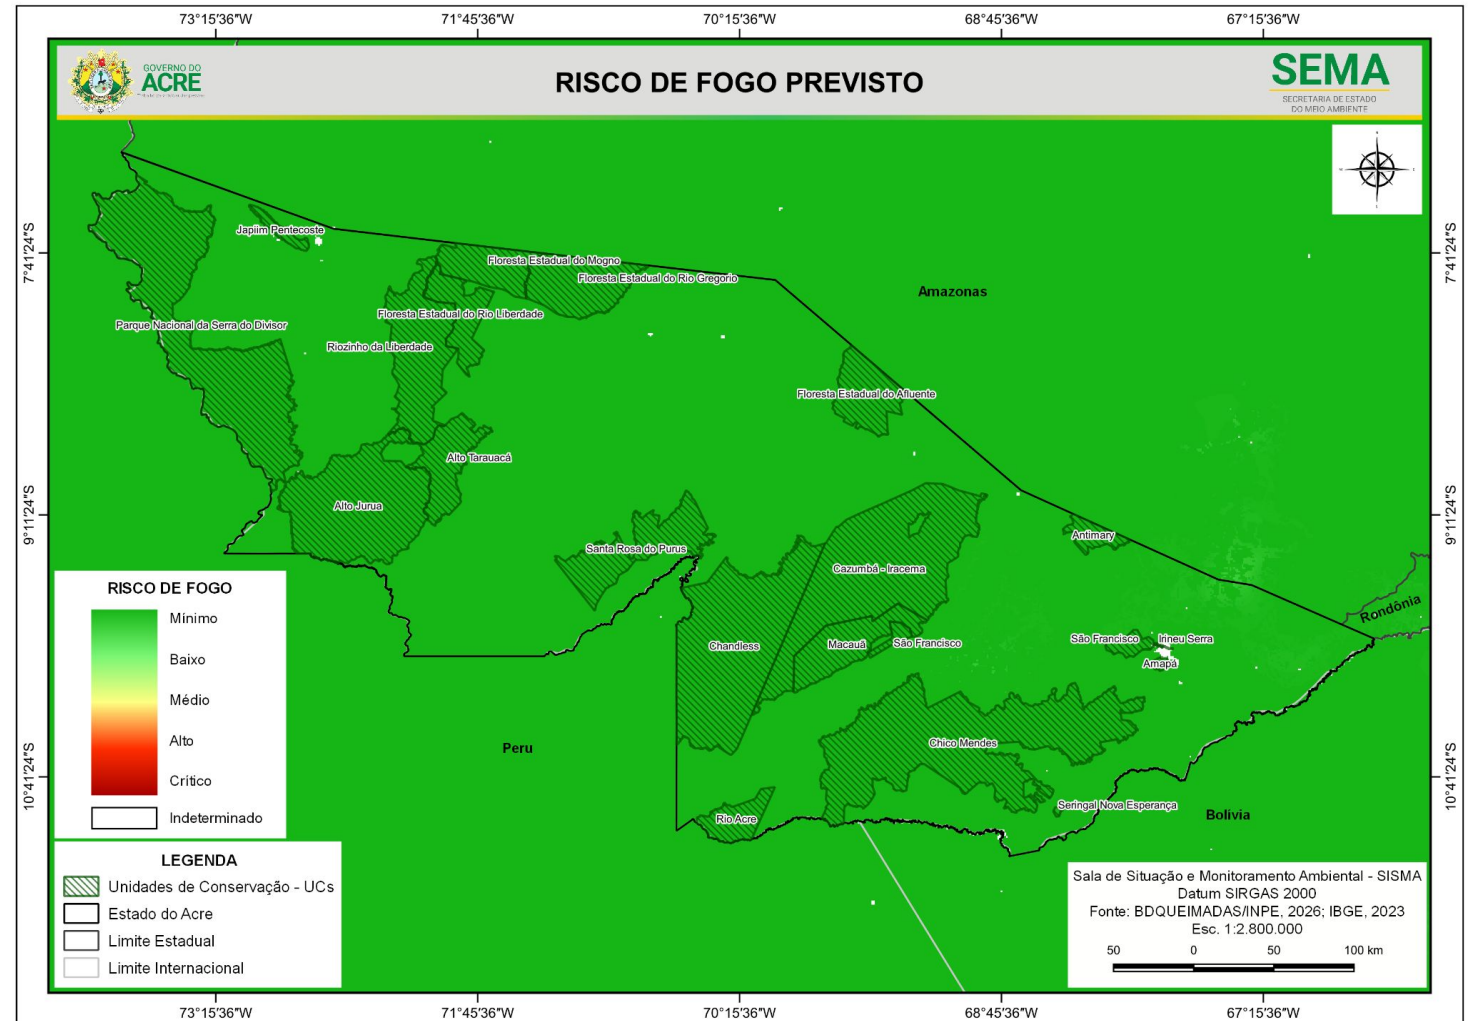 73°15'36"W
71°45'36"W
70°15'36"W
68°45'36"W
67°15'36"W
GOVERNO DO
ACRE
RISCO DE FOGO PREVISTO
SEMA
SECRETARIA DE ESTADO
DO MEIO AMBIENTE
7°41'24"S
7°41'24"S
Japiim Pentecoste
Floresta Estadual do Mogno
Floresta Estadual do Rio Gregorio
Amazonas
Floresta Estadual do Rio Liberdade
Parque Nacional da Serra do Divisor
Riozinho da Liberdade
Floresta Estadual do Afluente
Alto Tarauacá
Alto Jurua
9°11'24"S
9°11'24"S
Antimary
Santa Rosa do Purus
Cazumbá - Iracema
Rondônia
Chandless
Macauã
São Francisco
São Francisco
Irineu Serra
Amapá
Peru
Chico Mendes
10°41'24"S
10°41'24"S
Seringal Nova Esperança
Bolivia
Rio Acre
RISCO DE FOGO
Mínimo
Baixo
Médio
Alto
Crítico
Indeterminado
LEGENDA
Unidades de Conservação - UCs
Estado do Acre
Limite Estadual
Limite Internacional
Sala de Situação e Monitoramento Ambiental - SISMA
Datum SIRGAS 2000
Fonte: BDQUEIMADAS/INPE, 2026; IBGE, 2023
Esc. 1:2.800.000
50 0 50 100 km
73°15'36"W
71°45'36"W
70°15'36"W
68°45'36"W
67°15'36"W